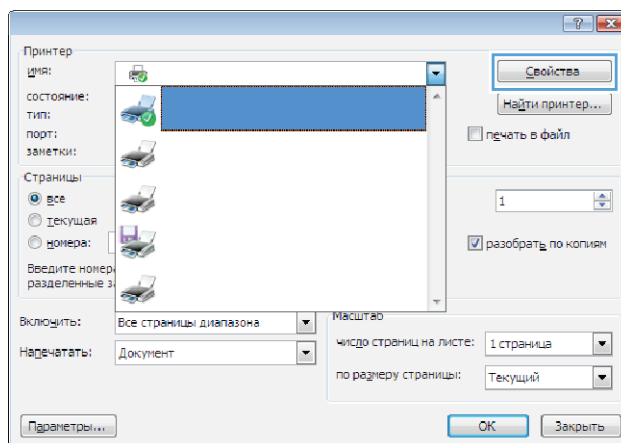 Принтер
имя:
Свойства
состояние:
Найти принтер...
тип:
порт:
печать в файл
заметки:
Страницы
все
1
текущая
номера:
разобрать по копиям
Введите номер
разделенные
Включить:
Все страницы диапазона
Масштаб
число страниц на листе:
1 страница
Напечатать:
Документ
по размеру страницы:
Текущий
Параметры...
ОК
Закрыть